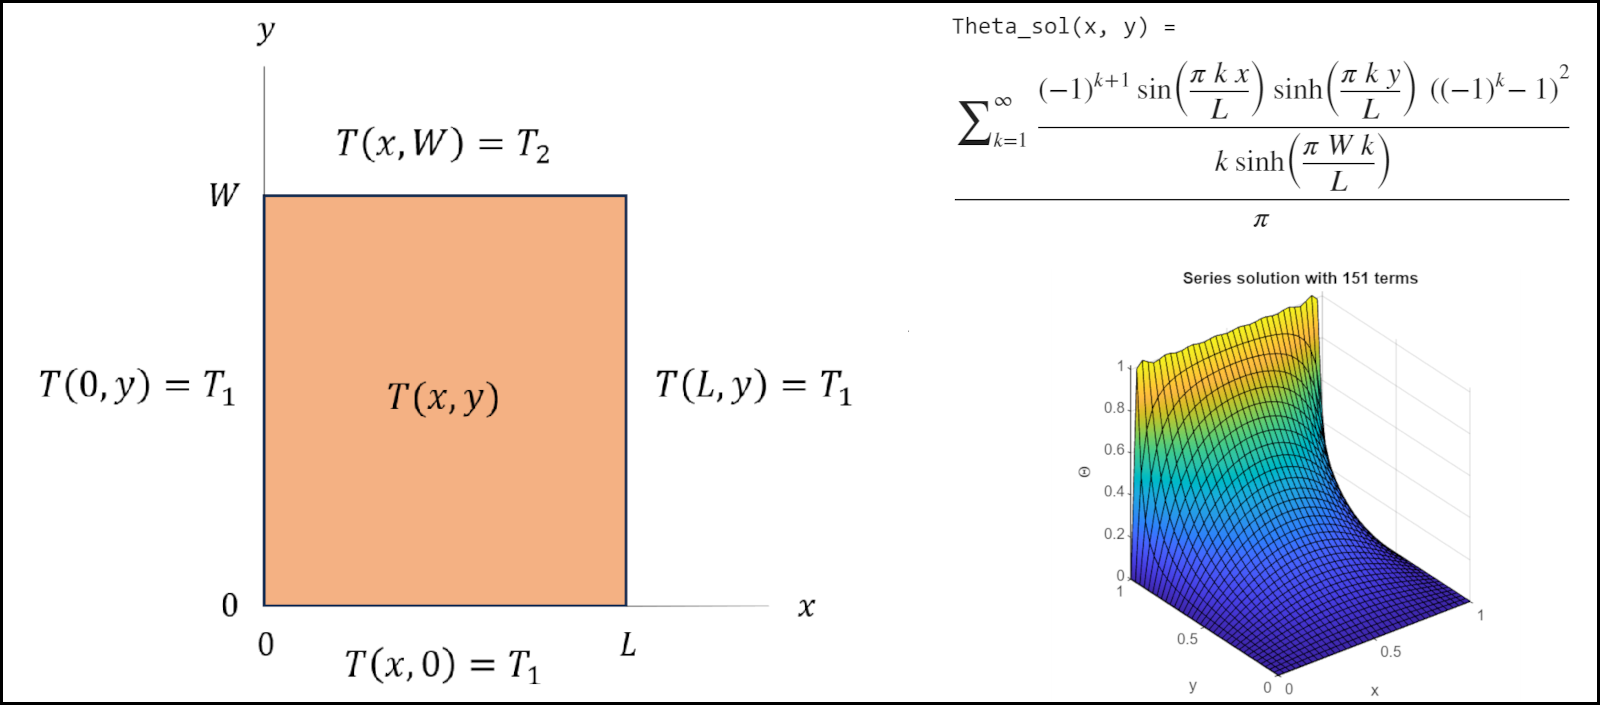 y
T(x, W) = T₂
W
T(0, y) = T₁
T(x, y)
T(L, y) = T₁
0
x
0
L
T(x, 0) = T₁
Theta_sol(x, y) =
∑ₖ₌₁^∞ ((−1)^(k+1) sin(π k x / L) sinh(π k y / L) ((−1)^k − 1)²) / (k sinh(π W k / L))
π
Series solution with 151 terms
1
0.8
0.6
0.4
0.2
0
Θ
1
0.5
0
y
0
0.5
1
x